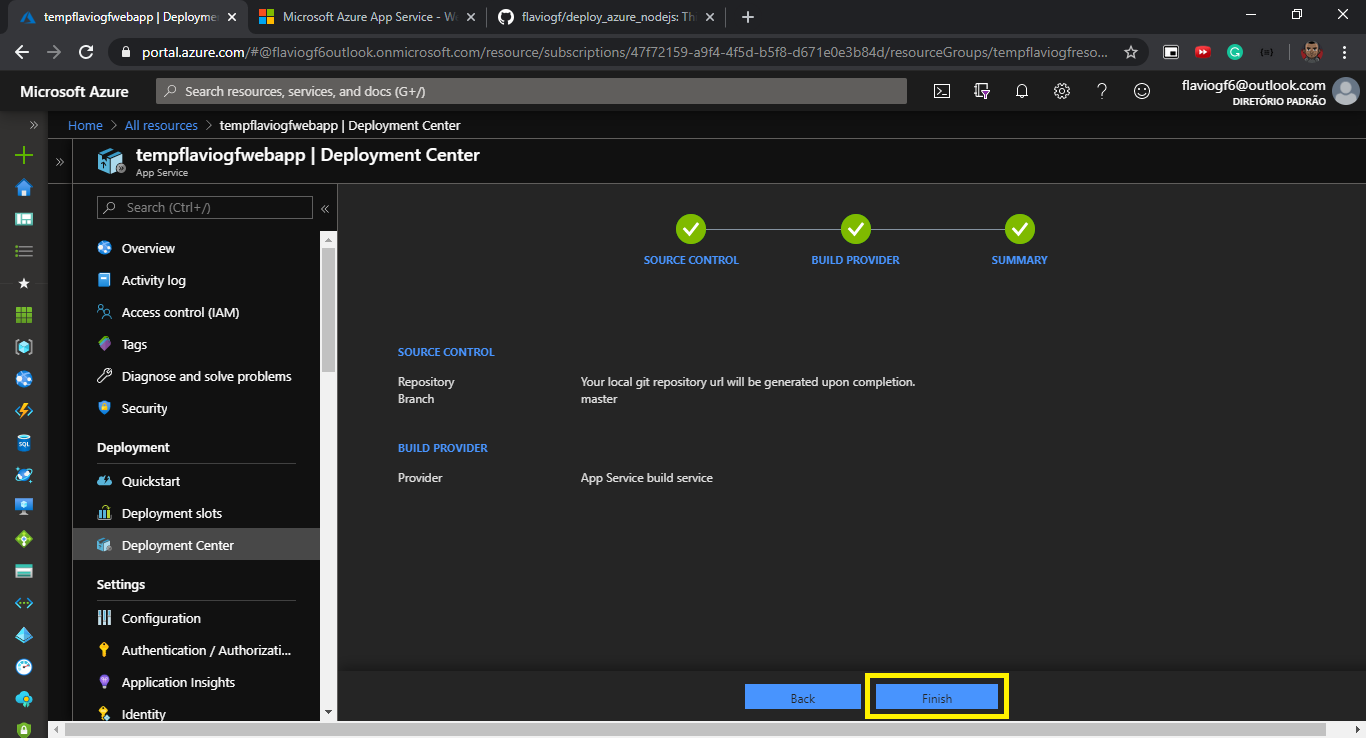 tempflaviogfwebapp | Deployme
Microsoft Azure App Service - We
flaviogf/deploy_azure_nodejs: Th
portal.azure.com/#@flaviogf6outlook.onmicrosoft.com/resource/subscriptions/47f72159-a9f4-4f5d-b5f8-d671e0e3b84d/resourceGroups/tempflaviogfreso...
Microsoft Azure
Search resources, services, and docs (G+/)
flaviogf6@outlook.com
DIRETÓRIO PADRÃO
Home > All resources > tempflaviogfwebapp | Deployment Center
tempflaviogfwebapp | Deployment Center
App Service
Search (Ctrl+/)
Overview
Activity log
Access control (IAM)
Tags
Diagnose and solve problems
Security
Deployment
Quickstart
Deployment slots
Deployment Center
Settings
Configuration
Authentication / Authorizati...
Application Insights
Identity
SOURCE CONTROL
BUILD PROVIDER
SUMMARY
SOURCE CONTROL
Repository Your local git repository url will be generated upon completion.
Branch master
BUILD PROVIDER
Provider App Service build service
Back
Finish